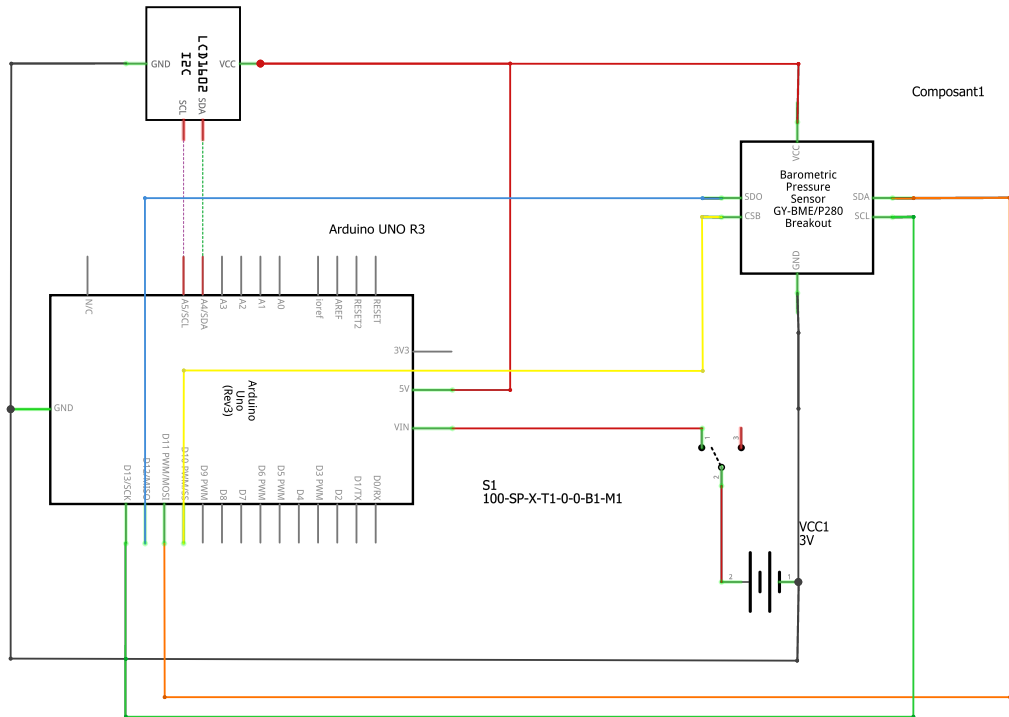 LCD1602
I2C
GND
VCC
SCL
SDA
Composant1
VCC
Barometric
Pressure
Sensor
GY-BME/P280
Breakout
SDO
CSB
SDA
SCL
GND
Arduino UNO R3
N/C
A5/SCL
A4/SDA
A3
A2
A1
A0
ioref
AREF
RESET2
RESET
3V3
5V
VIN
GND
Arduino
Uno
(Rev3)
D13/SCK
D12/MISO
D11 PWM/MOSI
D10 PWM/SS
D9 PWM
D8
D7
D6 PWM
D5 PWM
D4
D3 PWM
D2
D1/TX
D0/RX
1
3
2
S1
100-SP-X-T1-0-0-B1-M1
VCC1
3V
2
1